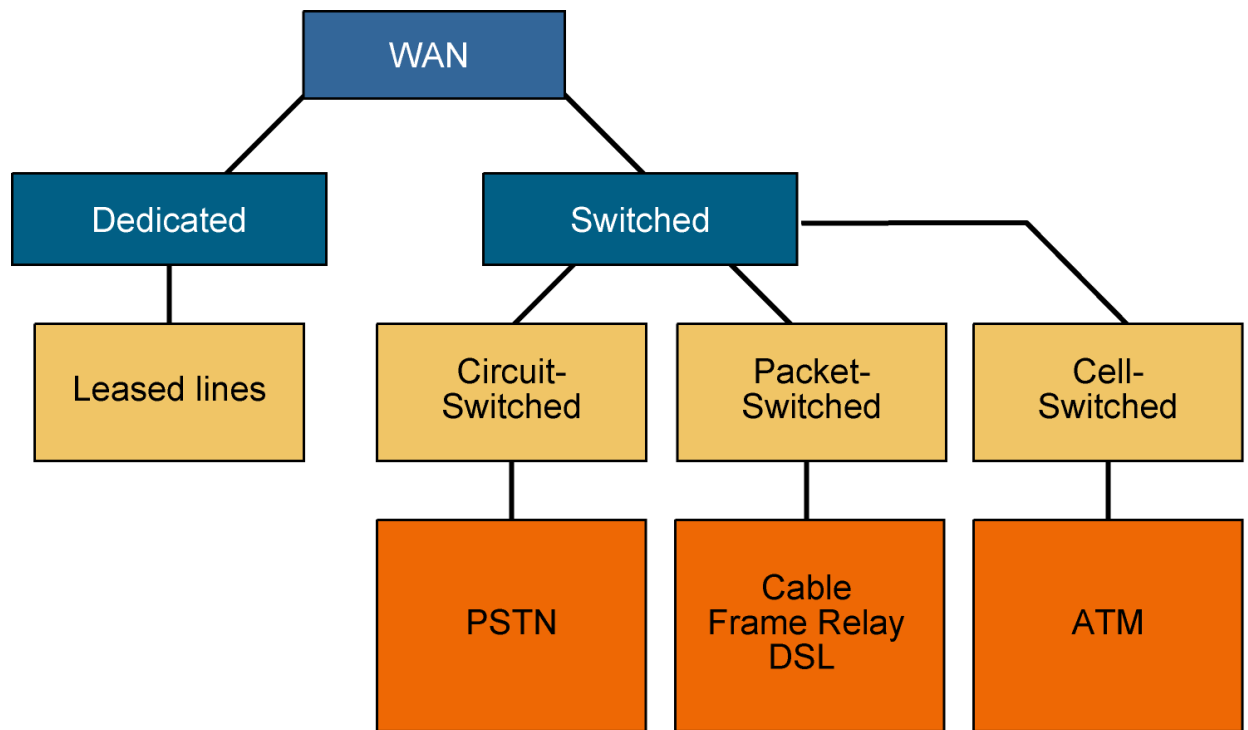 WAN
Dedicated
Switched
Leased lines
Circuit-
Switched
Packet-
Switched
Cell-
Switched
PSTN
Cable
Frame Relay
DSL
ATM